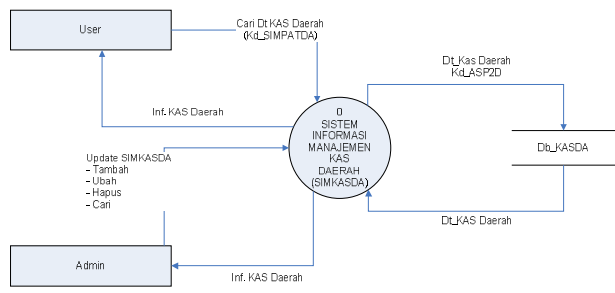 User
Cari Dt KAS Daerah
(Kd_SIMPATDA)
Dt_Kas Daerah
Kd_ASP2D
Inf. KAS Daerah
0
SISTEM
INFORMASI
MANAJEMEN
KAS
DAERAH
(SIMKASDA)
Db_KASDA
Update SIMKASDA
- Tambah
- Ubah
- Hapus
- Cari
Dt_KAS Daerah
Admin
Inf. KAS Daerah